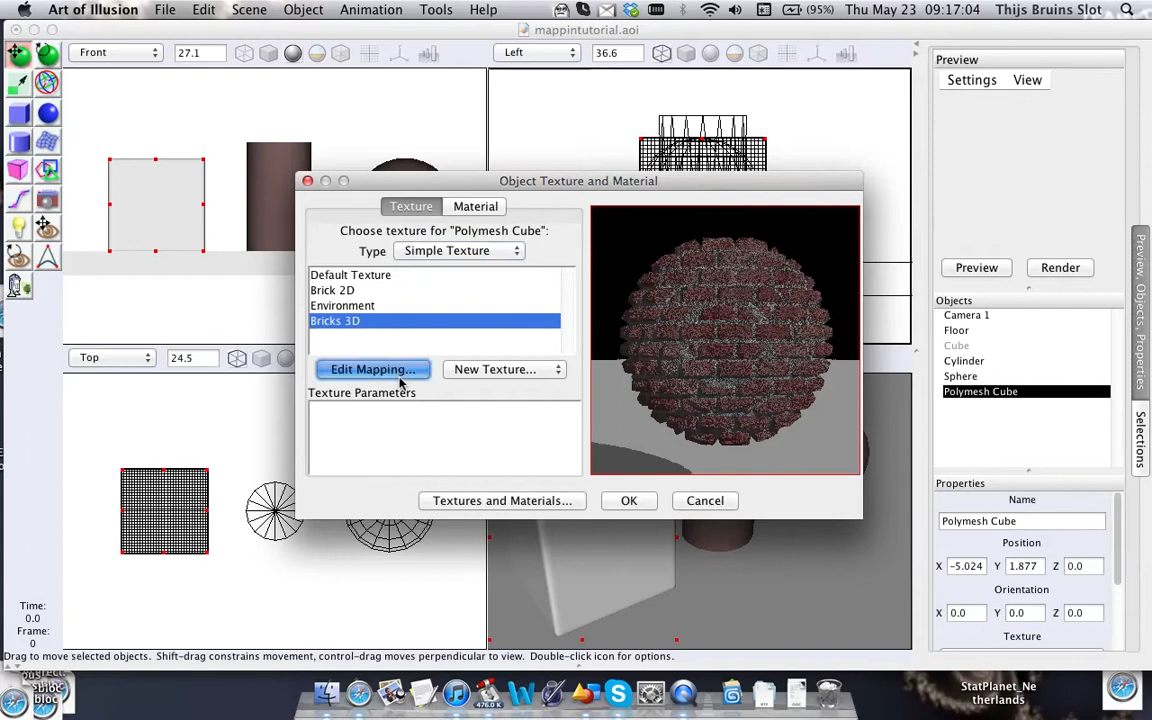 Art of Illusion File Edit Scene Object Animation Tools Help (95%) Thu May 23 09:17:04 Thijs Bruins Slot
mappintutorial.aoi
Front 27.1 Left 36.6
Preview
Settings View
Object Texture and Material
Texture Material
Choose texture for "Polymesh Cube":
Type Simple Texture
Default Texture
Brick 2D
Environment
Bricks 3D
Edit Mapping... New Texture...
Texture Parameters
Textures and Materials... OK Cancel
Top 24.5
Preview Render
Objects
Camera 1
Floor
Cube
Cylinder
Sphere
Polymesh Cube
Properties
Name
Polymesh Cube
Position
X -5.024 Y 1.877 Z 0.0
Orientation
X 0.0 Y 0.0 Z 0.0
Texture
Preview, Objects, Properties
Selections
Time:
0.0
Frame:
0
Drag to move selected objects. Shift-drag constrains movement, control-drag moves perpendicular to view. Double-click icon for options.
476.0 K
StatPlanet_Ne
therlands